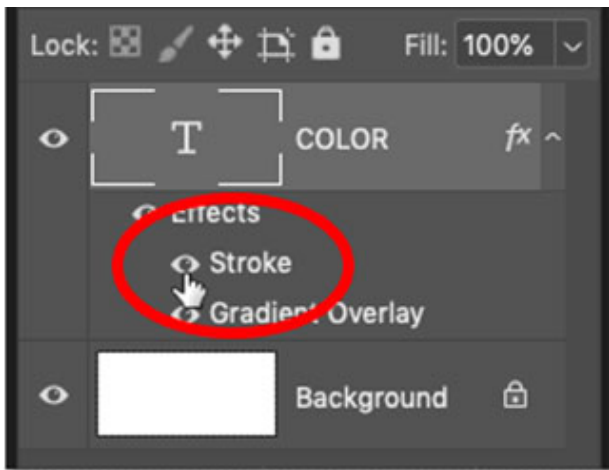 Lock: Fill: 100%
T COLOR fx
Effects
Stroke
Gradient Overlay
Background